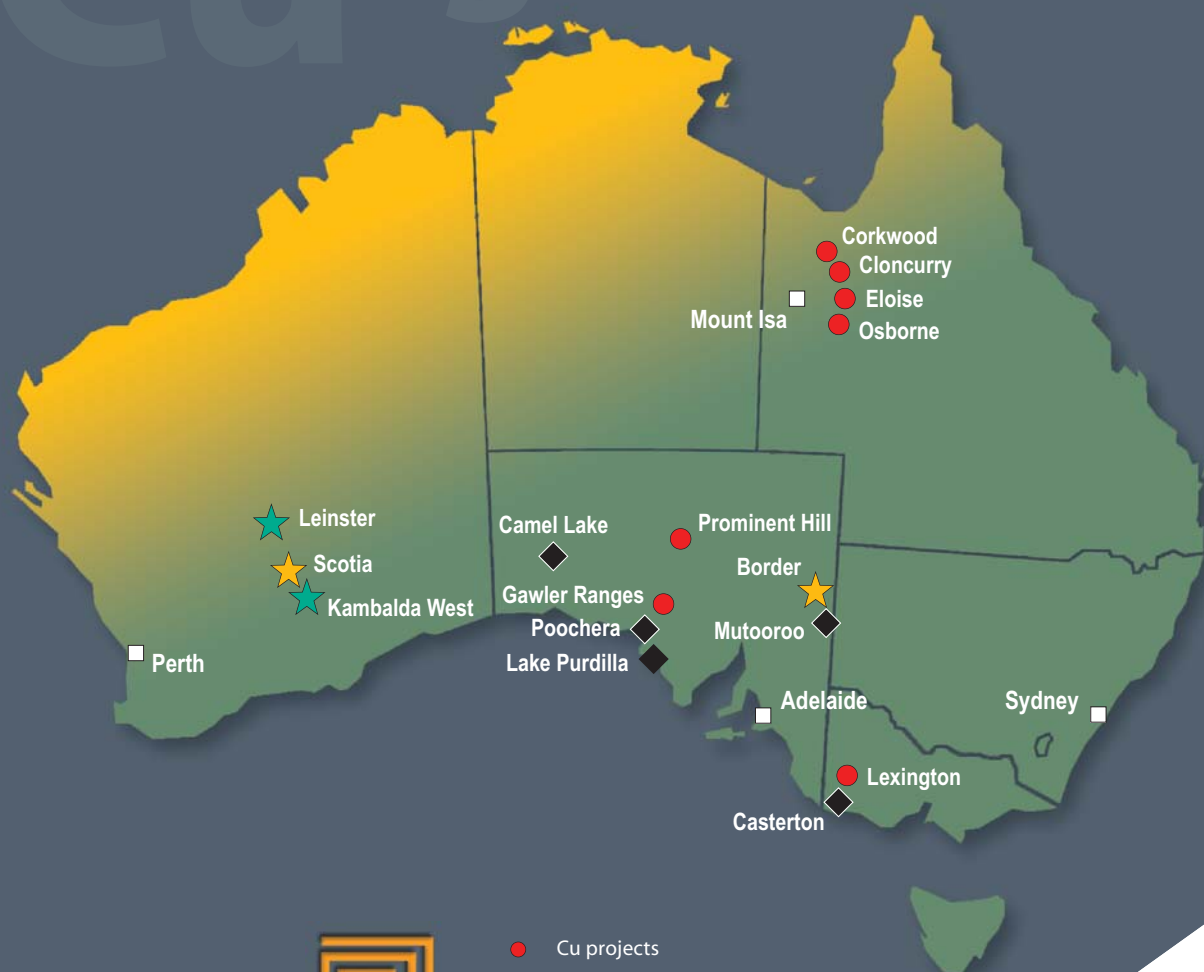 Cu
Corkwood
Cloncurry
Eloise
Mount Isa
Osborne
Leinster
Camel Lake
Prominent Hill
Scotia
Border
Gawler Ranges
Kambalda West
Poochera
Mutooroo
Perth
Lake Purdilla
Adelaide
Sydney
Lexington
Casterton
Cu projects